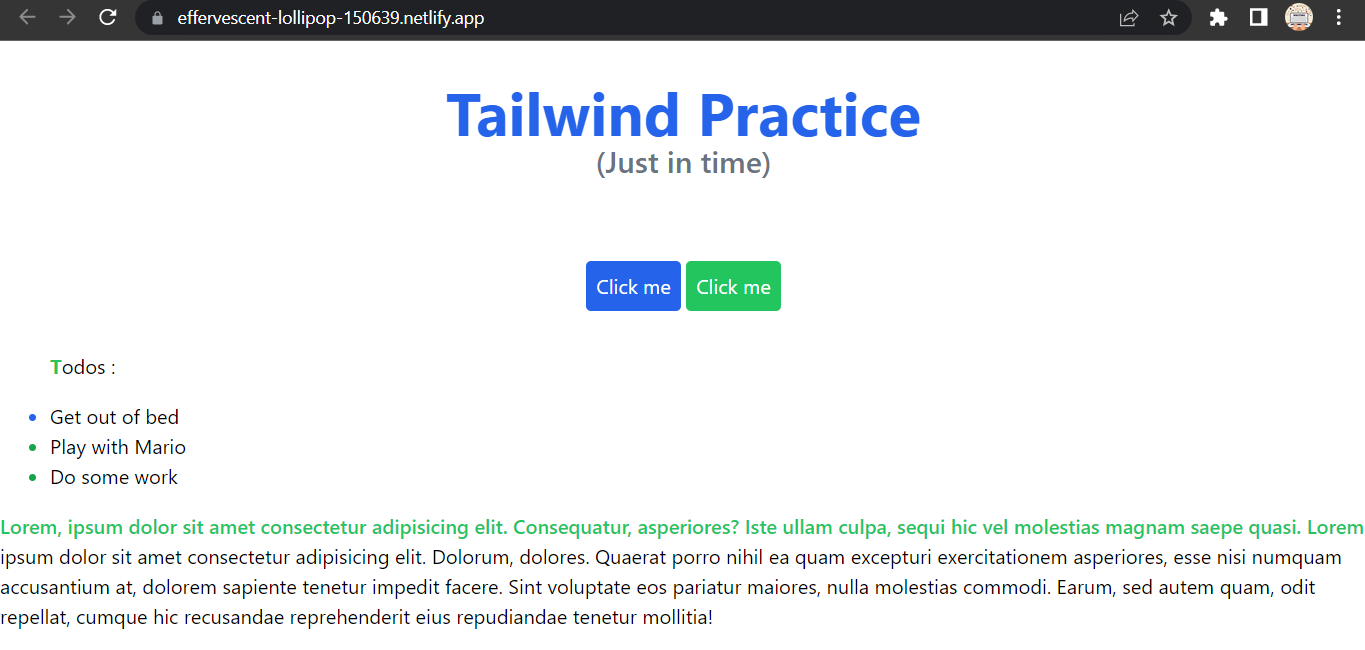 effervescent-lollipop-150639.netlify.app
Tailwind Practice
(Just in time)
Click me Click me
Todos :
Get out of bed
Play with Mario
Do some work
Lorem, ipsum dolor sit amet consectetur adipisicing elit. Consequatur, asperiores? Iste ullam culpa, sequi hic vel molestias magnam saepe quasi. Lorem
ipsum dolor sit amet consectetur adipisicing elit. Dolorum, dolores. Quaerat porro nihil ea quam excepturi exercitationem asperiores, esse nisi numquam
accusantium at, dolorem sapiente tenetur impedit facere. Sint voluptate eos pariatur maiores, nulla molestias commodi. Earum, sed autem quam, odit
repellat, cumque hic recusandae reprehenderit eius repudiandae tenetur mollitia!